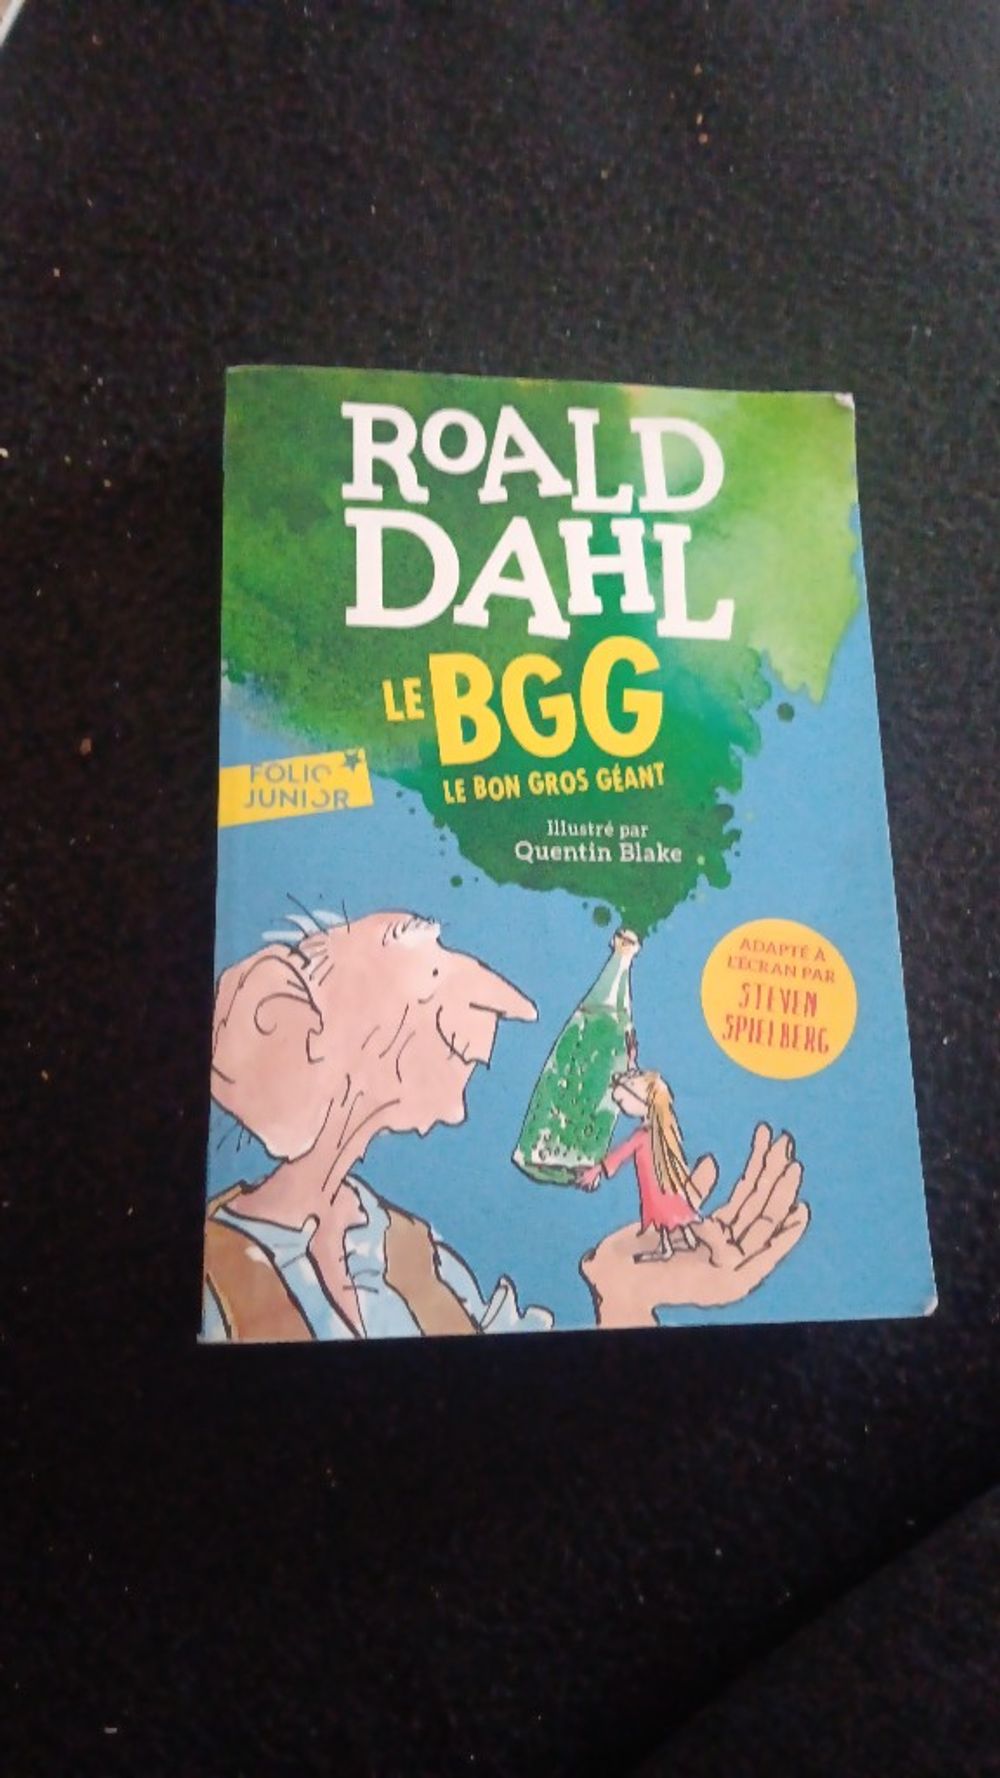 ROALD
DAHL
LE BGG
LE BON GROS GÉANT
FOLIO
JUNIOR
Illustré par
Quentin Blake
ADAPTÉ À
L'ÉCRAN PAR
STEVEN
SPIELBERG